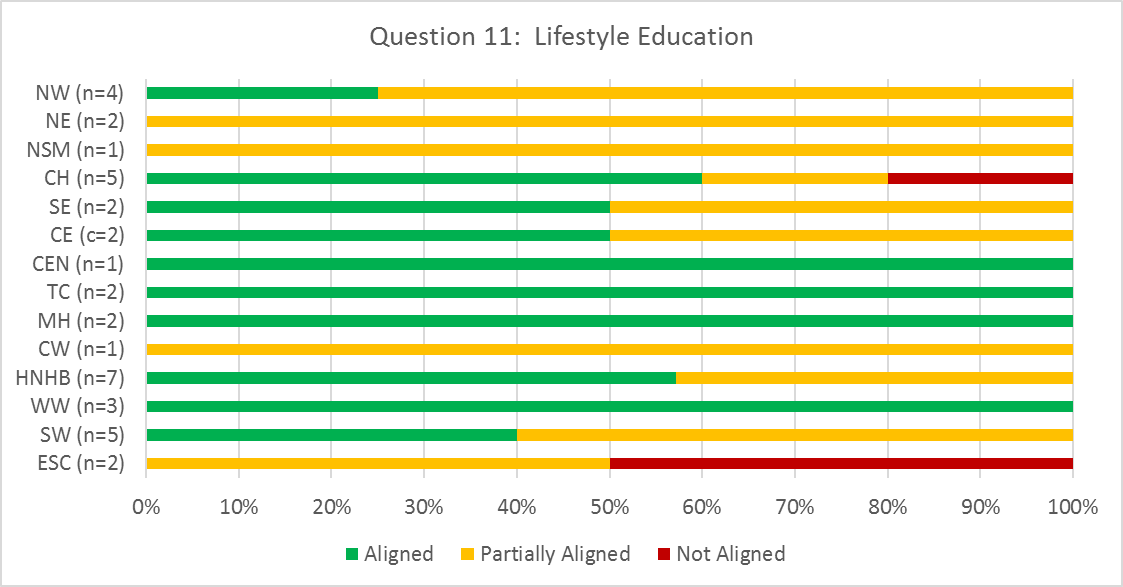 Question 11:  Lifestyle Education
NW (n=4)
NE (n=2)
NSM (n=1)
CH (n=5)
SE (n=2)
CE (c=2)
CEN (n=1)
TC (n=2)
MH (n=2)
CW (n=1)
HNHB (n=7)
WW (n=3)
SW (n=5)
ESC (n=2)
0% 10% 20% 30% 40% 50% 60% 70% 80% 90% 100%
Aligned Partially Aligned Not Aligned